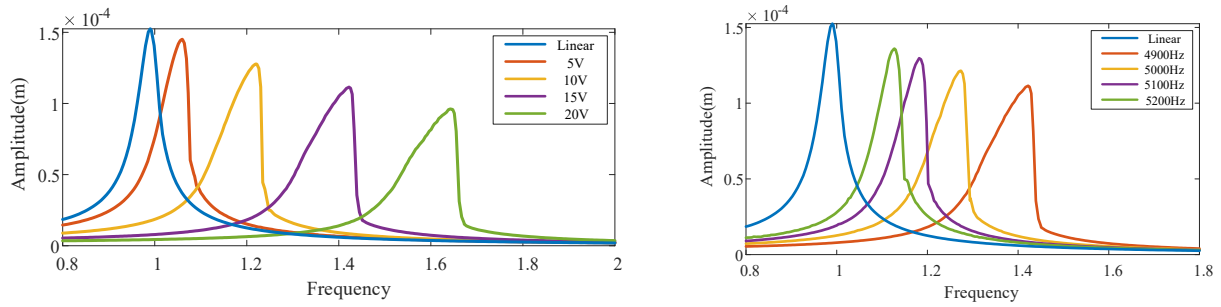 × 10⁻⁴
1.5
1
0.5
0
Amplitude(m)
Linear
5V
10V
15V
20V
0.8
1
1.2
1.4
1.6
1.8
2
Frequency
× 10⁻⁴
1.5
1
0.5
0
Amplitude(m)
Linear
4900Hz
5000Hz
5100Hz
5200Hz
0.8
1
1.2
1.4
1.6
1.8
Frequency